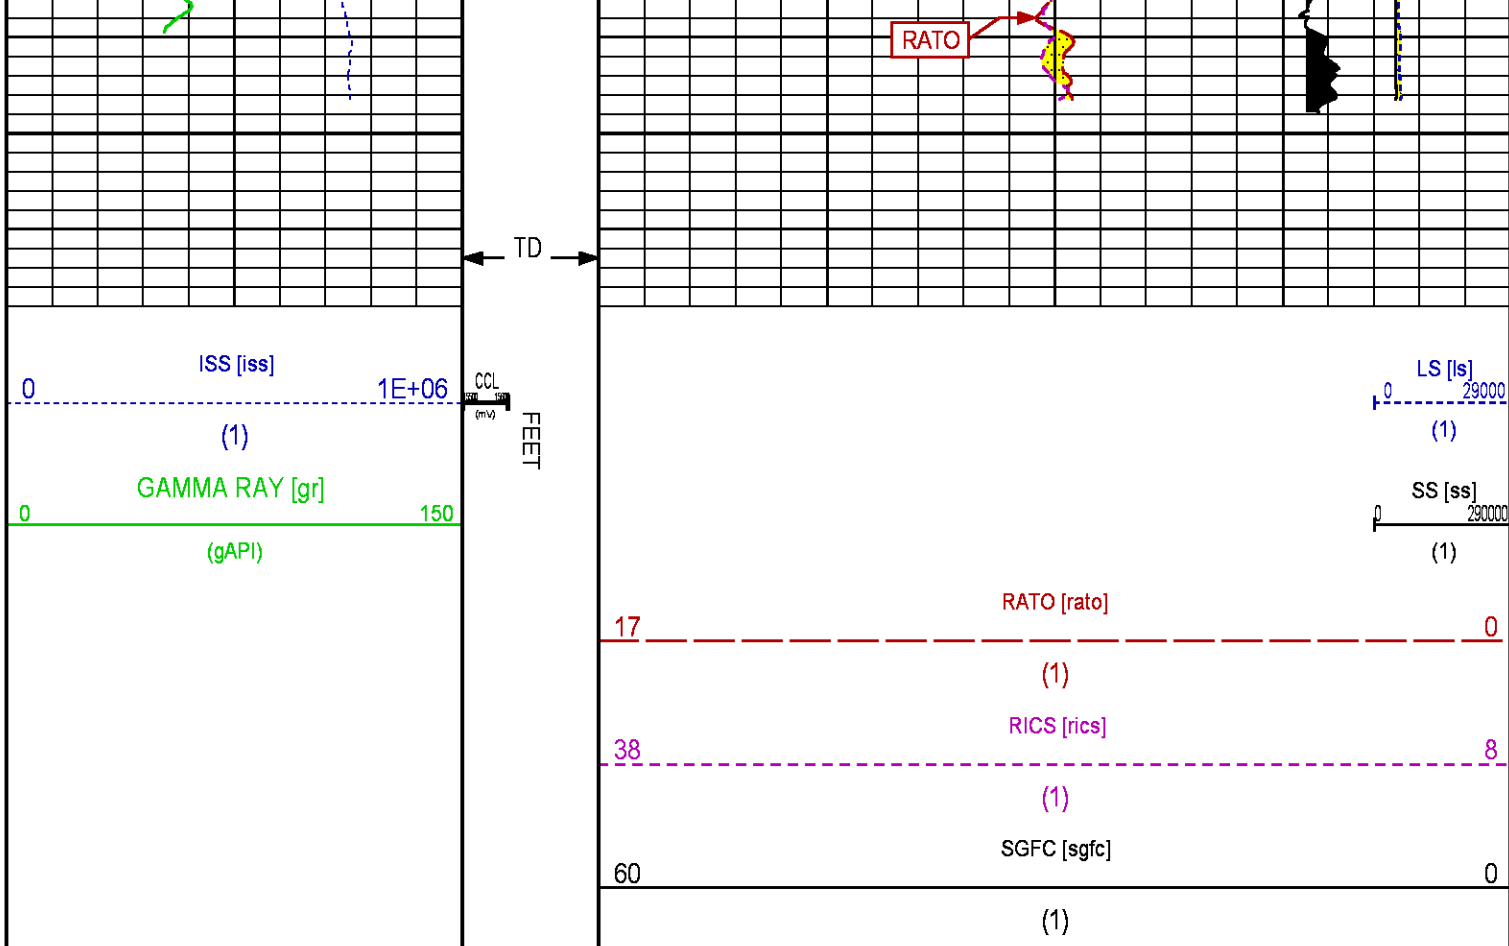 RATO
TD
ISS [iss]
0 1E+06
(1)
CCL
(mV)
FEET
GAMMA RAY [gr]
0 150
(gAPI)
LS [ls]
0 29000
(1)
SS [ss]
0 290000
(1)
RATO [rato]
17 0
(1)
RICS [rics]
38 8
(1)
SGFC [sgfc]
60 0
(1)